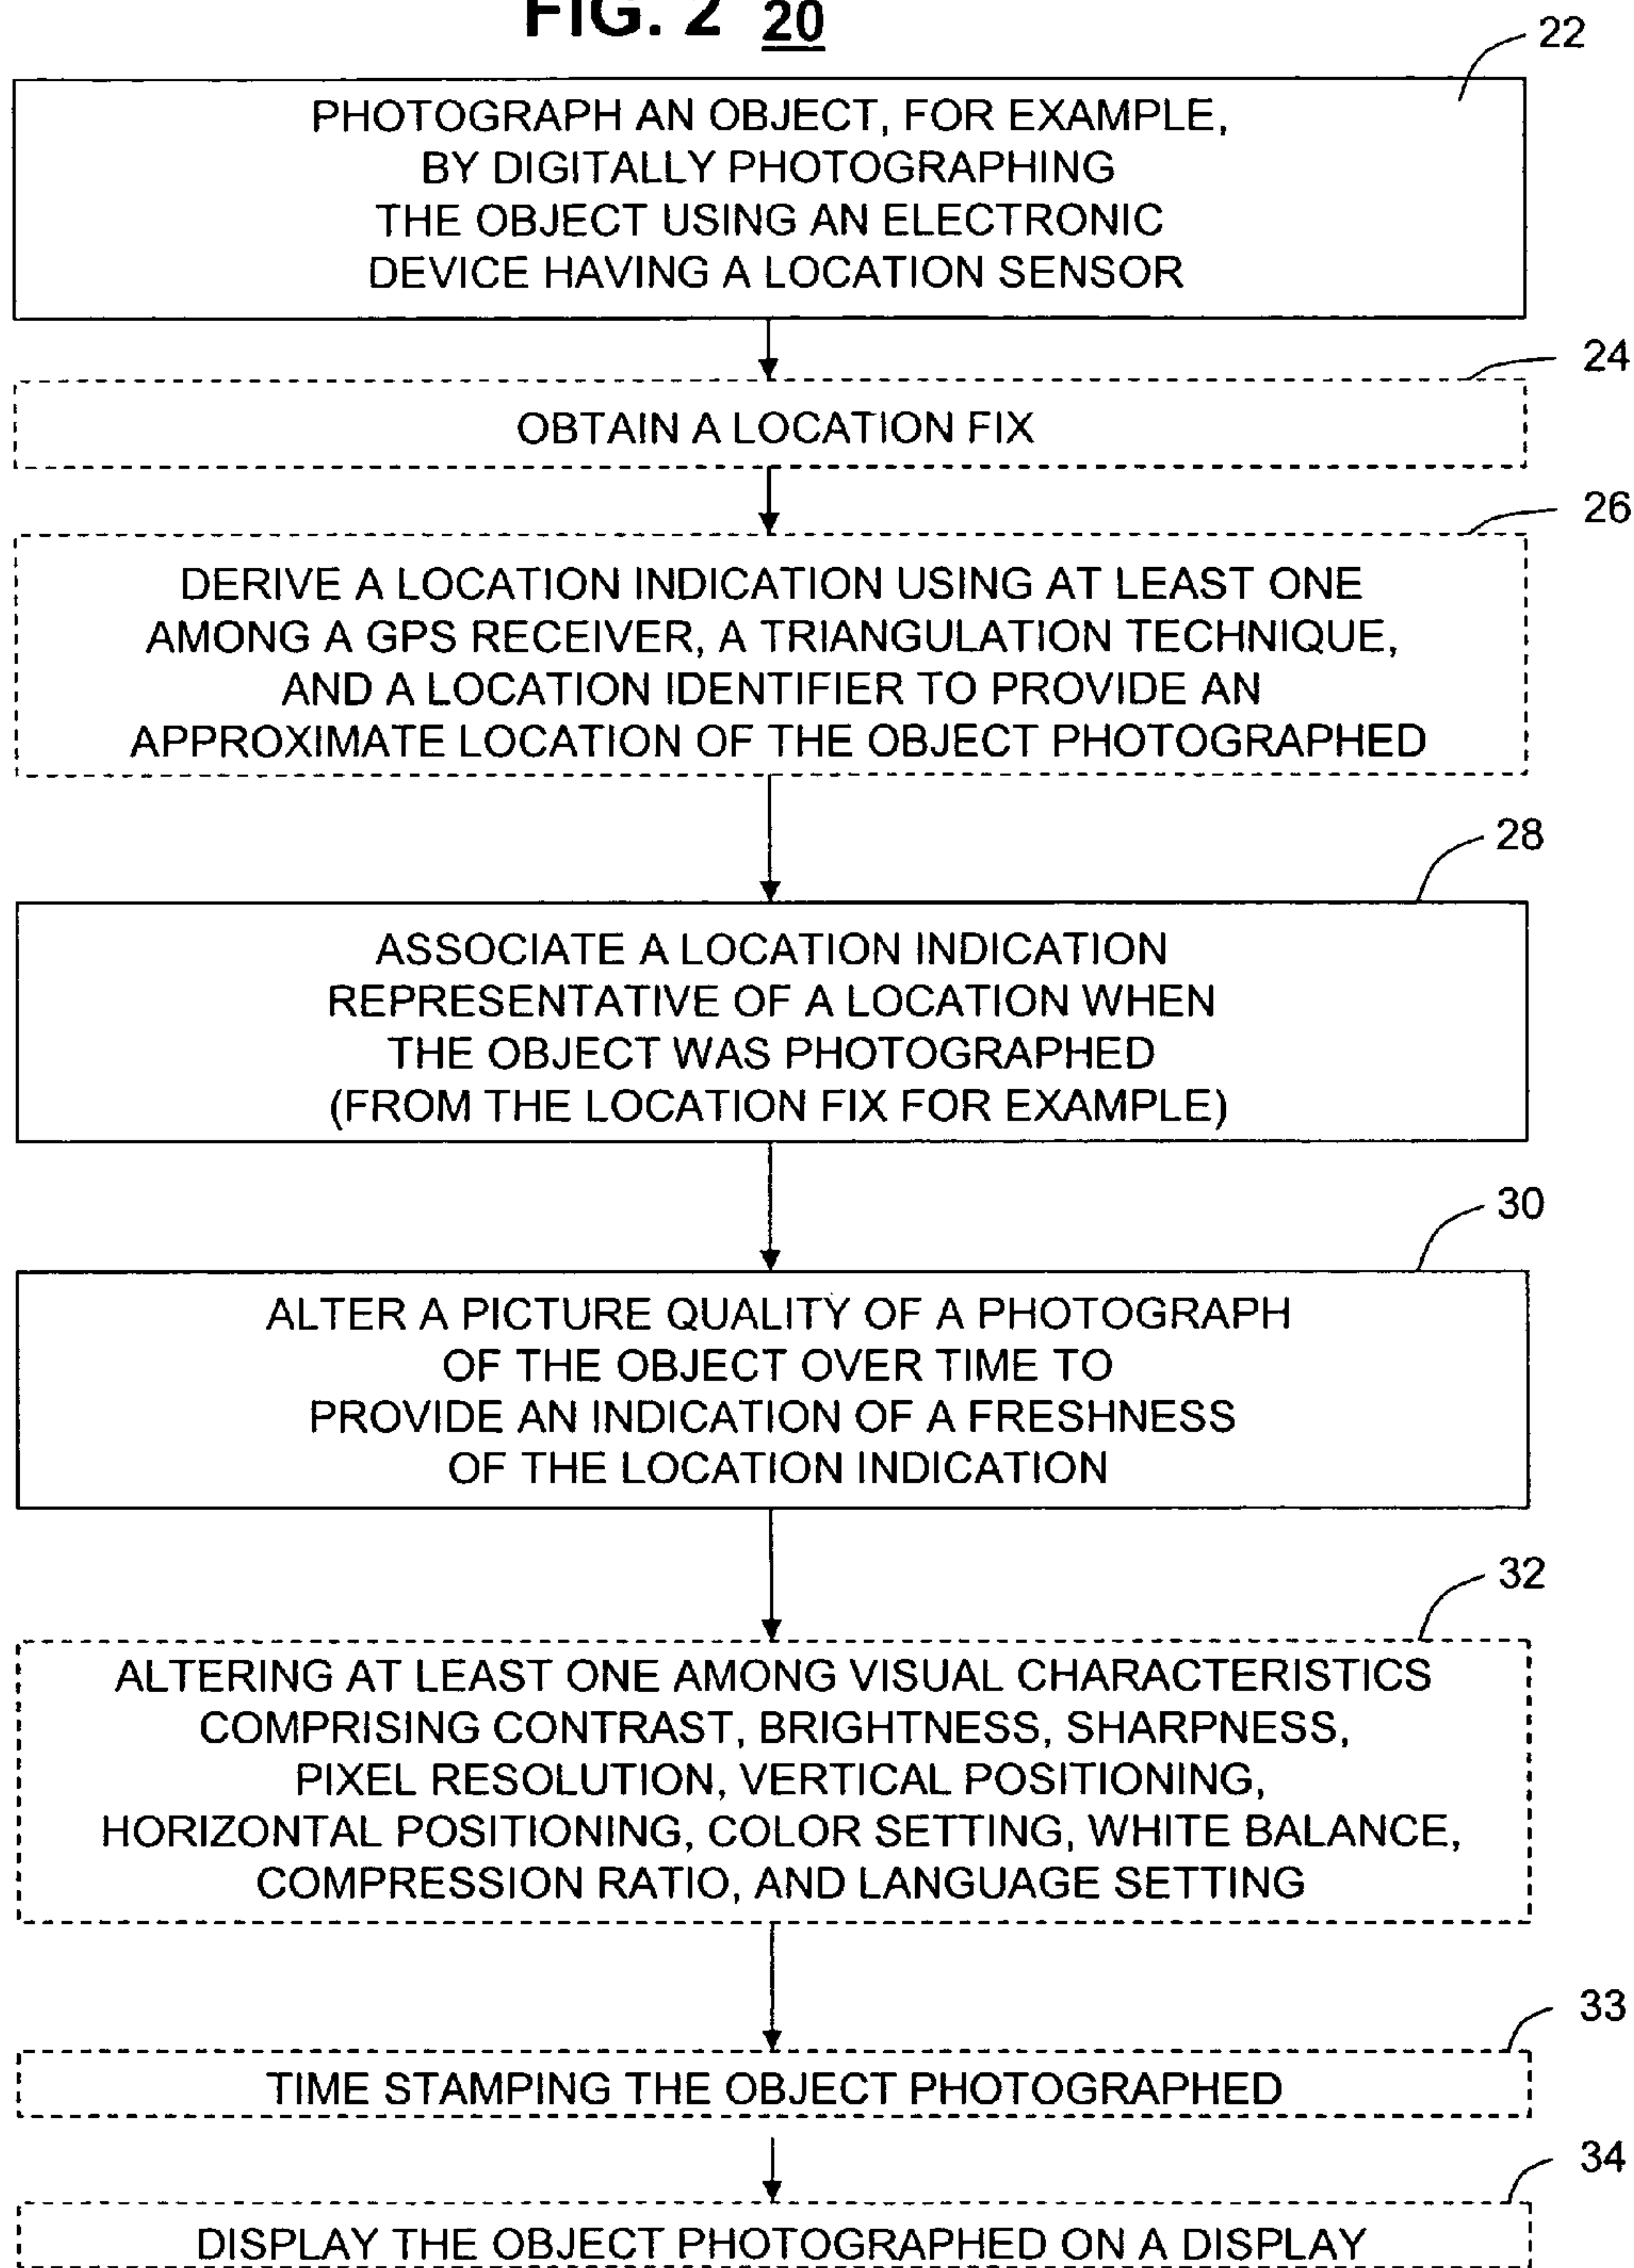 FIG. 2 20
22
PHOTOGRAPH AN OBJECT, FOR EXAMPLE,
BY DIGITALLY PHOTOGRAPHING
THE OBJECT USING AN ELECTRONIC
DEVICE HAVING A LOCATION SENSOR
24
OBTAIN A LOCATION FIX
26
DERIVE A LOCATION INDICATION USING AT LEAST ONE
AMONG A GPS RECEIVER, A TRIANGULATION TECHNIQUE,
AND A LOCATION IDENTIFIER TO PROVIDE AN
APPROXIMATE LOCATION OF THE OBJECT PHOTOGRAPHED
28
ASSOCIATE A LOCATION INDICATION
REPRESENTATIVE OF A LOCATION WHEN
THE OBJECT WAS PHOTOGRAPHED
(FROM THE LOCATION FIX FOR EXAMPLE)
30
ALTER A PICTURE QUALITY OF A PHOTOGRAPH
OF THE OBJECT OVER TIME TO
PROVIDE AN INDICATION OF A FRESHNESS
OF THE LOCATION INDICATION
32
ALTERING AT LEAST ONE AMONG VISUAL CHARACTERISTICS
COMPRISING CONTRAST, BRIGHTNESS, SHARPNESS,
PIXEL RESOLUTION, VERTICAL POSITIONING,
HORIZONTAL POSITIONING, COLOR SETTING, WHITE BALANCE,
COMPRESSION RATIO, AND LANGUAGE SETTING
33
TIME STAMPING THE OBJECT PHOTOGRAPHED
34
DISPLAY THE OBJECT PHOTOGRAPHED ON A DISPLAY